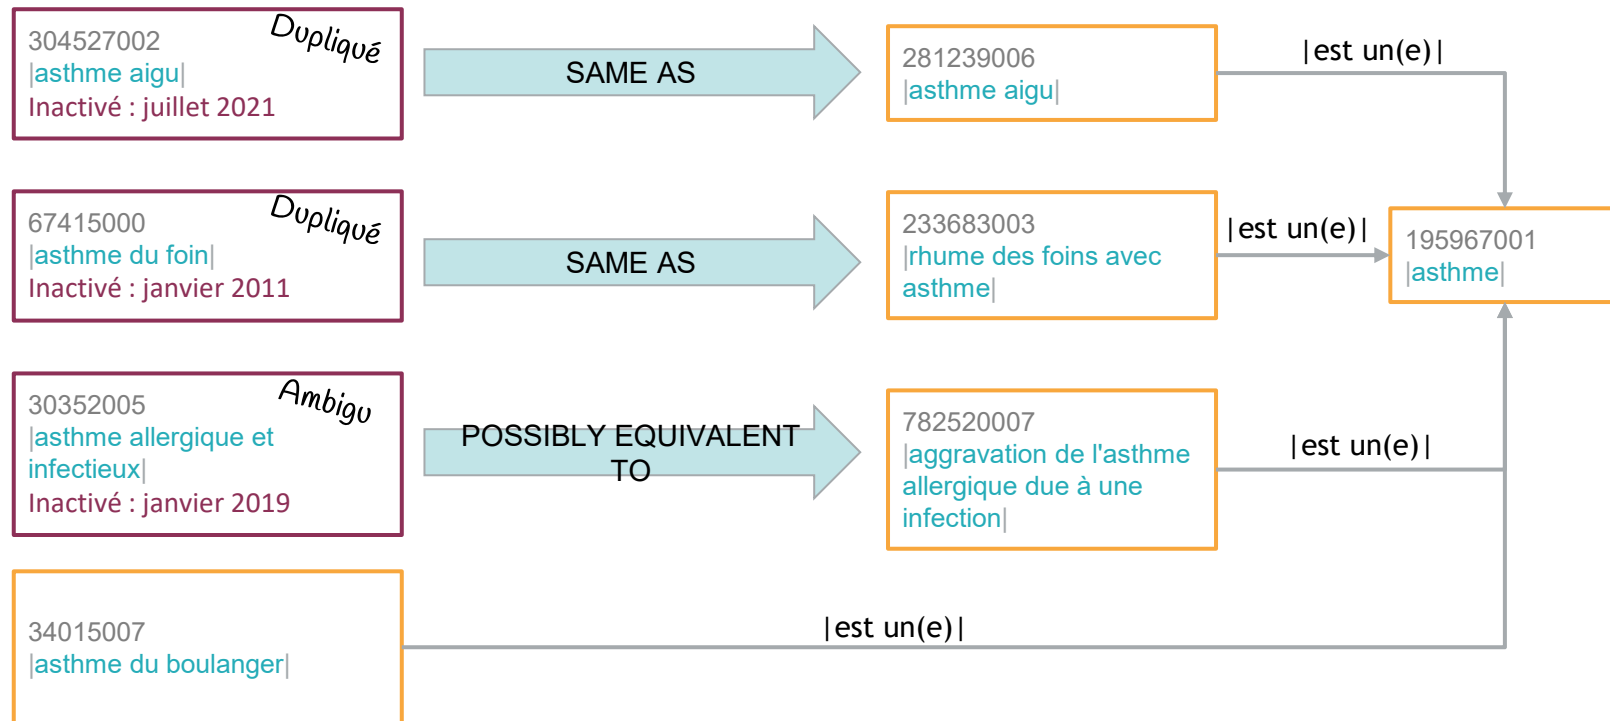 304527002
Dupliqué
|asthme aigu|
Inactivé : juillet 2021
SAME AS
281239006
|asthme aigu|
|est un(e)|
67415000
Dupliqué
|asthme du foin|
Inactivé : janvier 2011
SAME AS
233683003
|rhume des foins avec
asthme|
|est un(e)|
195967001
|asthme|
30352005
Ambigu
|asthme allergique et
infectieux|
Inactivé : janvier 2019
POSSIBLY EQUIVALENT
TO
782520007
|aggravation de l'asthme
allergique due à une
infection|
|est un(e)|
34015007
|asthme du boulanger|
|est un(e)|